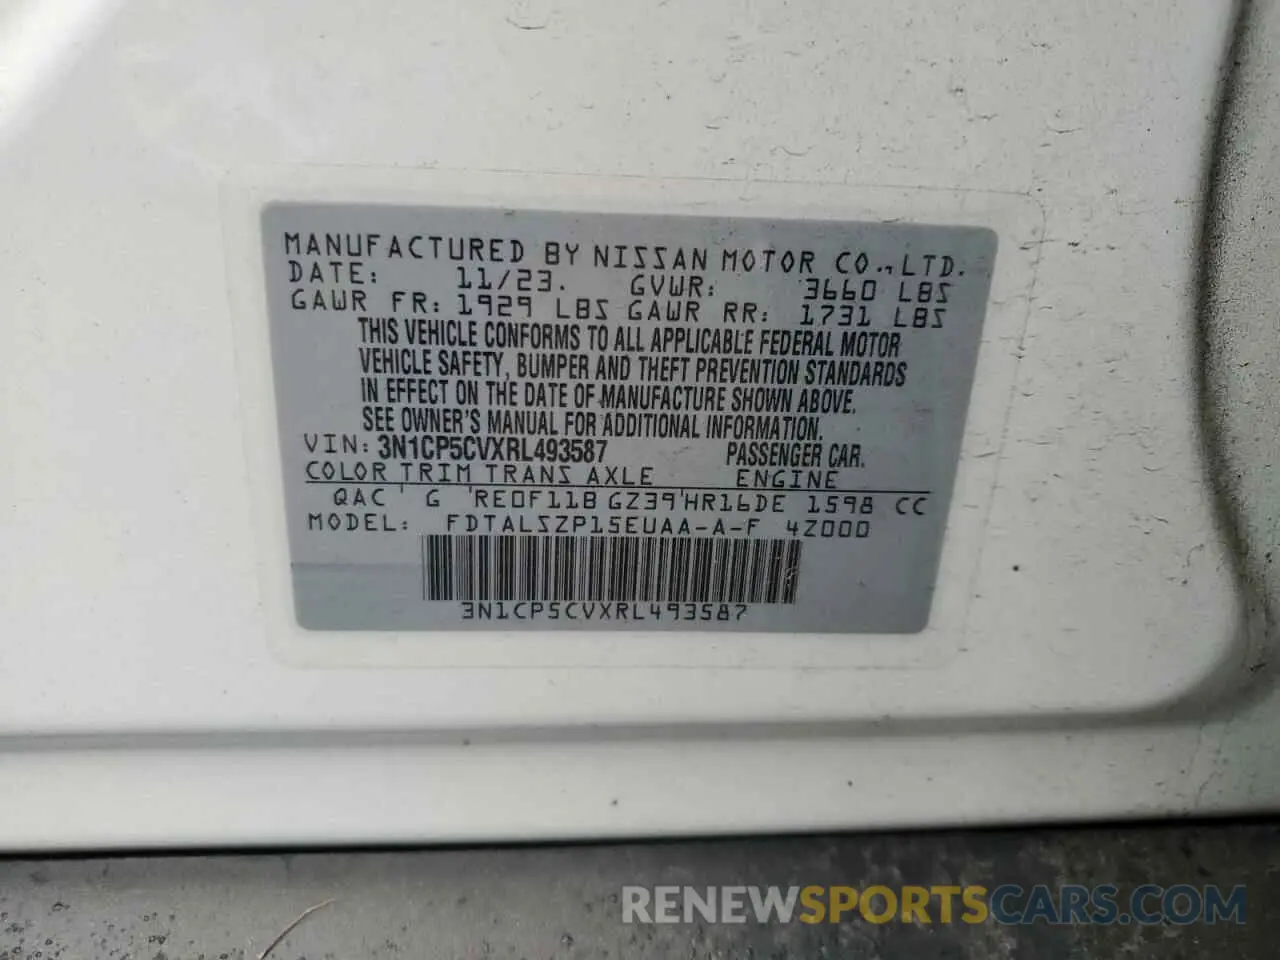 MANUFACTURED BY NISSAN MOTOR CO., LTD.
DATE: 11/23. GVWR: 3660 LBS
GAWR FR: 1929 LBS GAWR RR: 1731 LBS
THIS VEHICLE CONFORMS TO ALL APPLICABLE FEDERAL MOTOR
VEHICLE SAFETY, BUMPER AND THEFT PREVENTION STANDARDS
IN EFFECT ON THE DATE OF MANUFACTURE SHOWN ABOVE.
SEE OWNER'S MANUAL FOR ADDITIONAL INFORMATION.
VIN: 3N1CP5CVXRL493587 PASSENGER CAR.
COLOR TRIM TRANS AXLE ENGINE
QAC ' G 'RE0F11B GZ39'HR16DE 1598 CC
MODEL: FDTALSZP15EUAA-A-F 4Z000
3N1CP5CVXRL493587
RENEWSPORTSCARS.COM